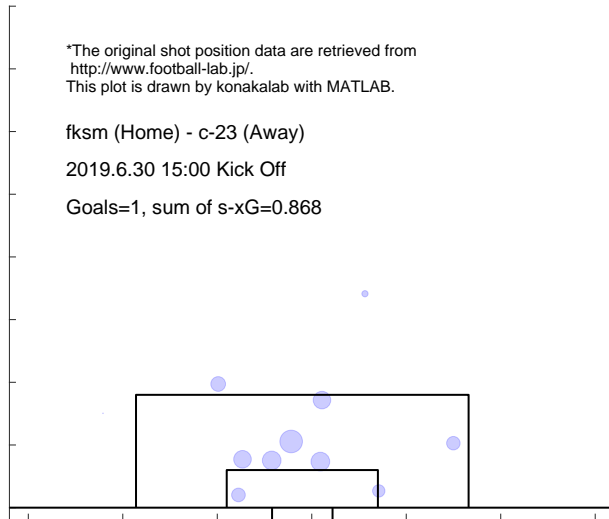 *The original shot position data are retrieved from
http://www.football-lab.jp/.
This plot is drawn by konakalab with MATLAB.
fksm (Home) - c-23 (Away)
2019.6.30 15:00 Kick Off
Goals=1, sum of s-xG=0.868